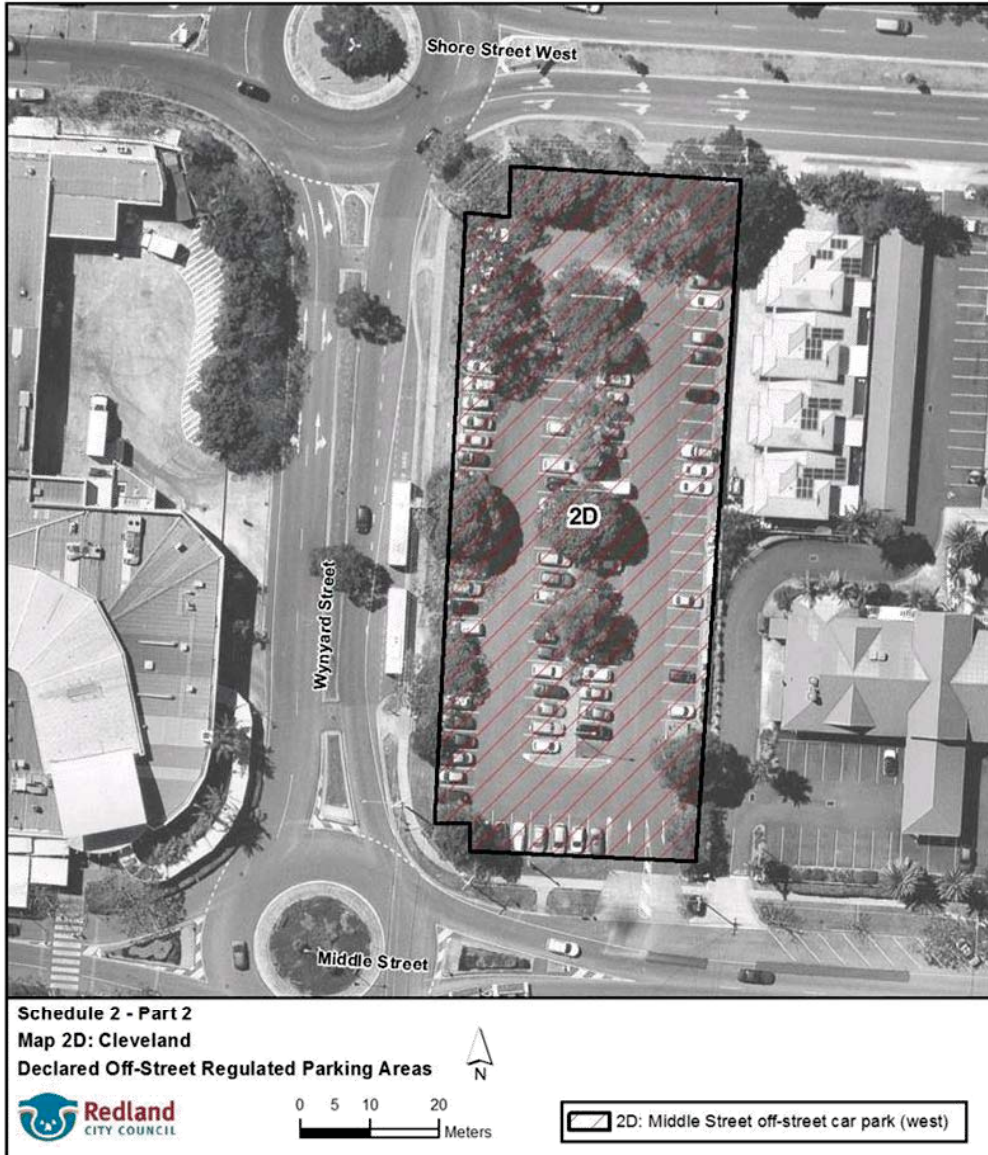 Shore Street West
2D
Wynyard Street
Middle Street
Schedule 2 - Part 2
Map 2D: Cleveland
Declared Off-Street Regulated Parking Areas
N
Redland
CITY COUNCIL
0 5 10 20
Meters
2D: Middle Street off-street car park (west)